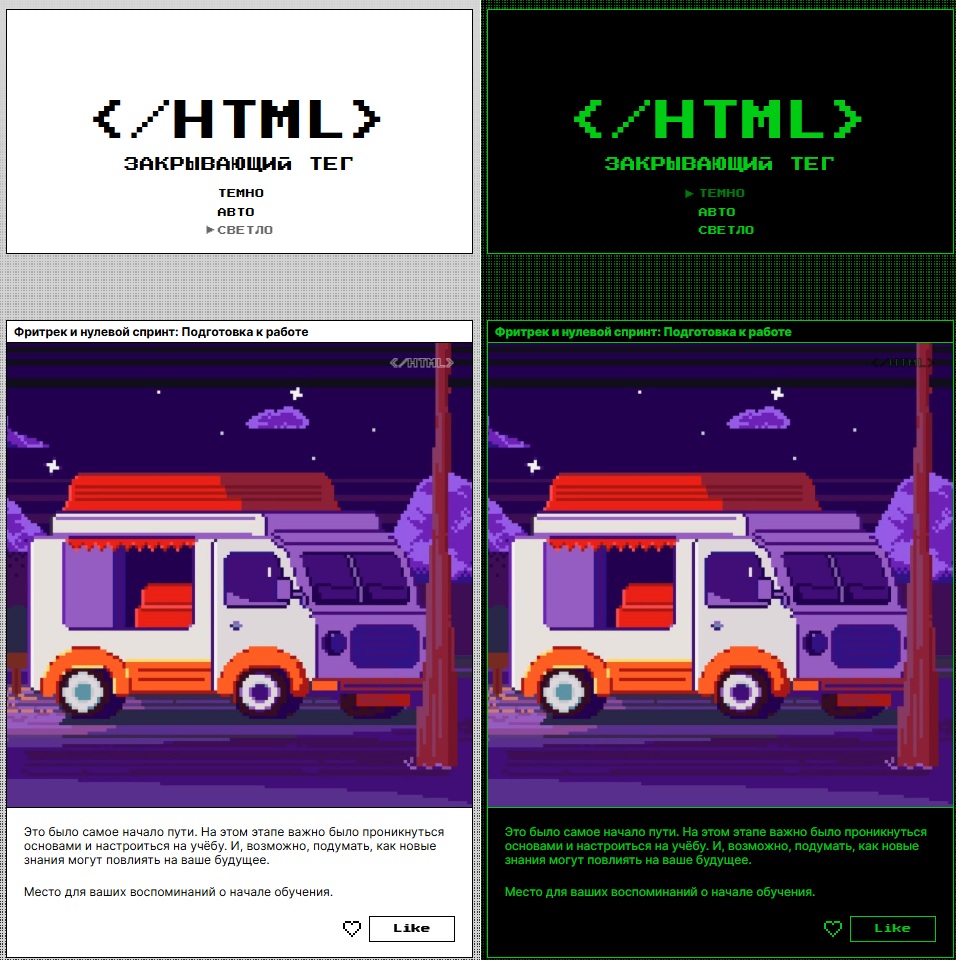 </HTML>
ЗАКРЫВАЮЩИЙ ТЕГ
ТЕМНО
АВТО
▶ СВЕТЛО
Фритрек и нулевой спринт: Подготовка к работе
</HTML>
Это было самое начало пути. На этом этапе важно было проникнуться
основами и настроиться на учёбу. И, возможно, подумать, как новые
знания могут повлиять на ваше будущее.
Место для ваших воспоминаний о начале обучения.
Like
</HTML>
ЗАКРЫВАЮЩИЙ ТЕГ
▶ ТЕМНО
АВТО
СВЕТЛО
Фритрек и нулевой спринт: Подготовка к работе
</HTML>
Это было самое начало пути. На этом этапе важно было проникнуться
основами и настроиться на учёбу. И, возможно, подумать, как новые
знания могут повлиять на ваше будущее.
Место для ваших воспоминаний о начале обучения.
Like